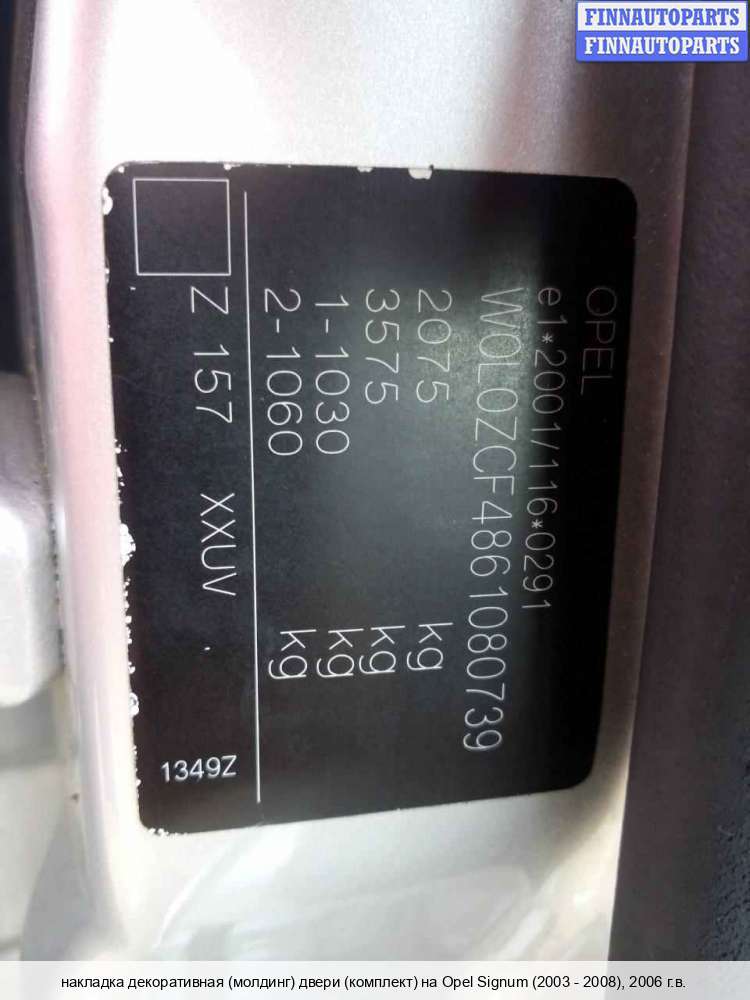 FINNAUTOPARTS
FINNAUTOPARTS
OPEL
e1*2001/116*0291
W0L0ZCF4861080739
2075 kg
3575 kg
1-1030 kg
2-1060 kg
Z 157 XXUV
1349Z
накладка декоративная (молдинг) двери (комплект) на Opel Signum (2003 - 2008), 2006 г.в.